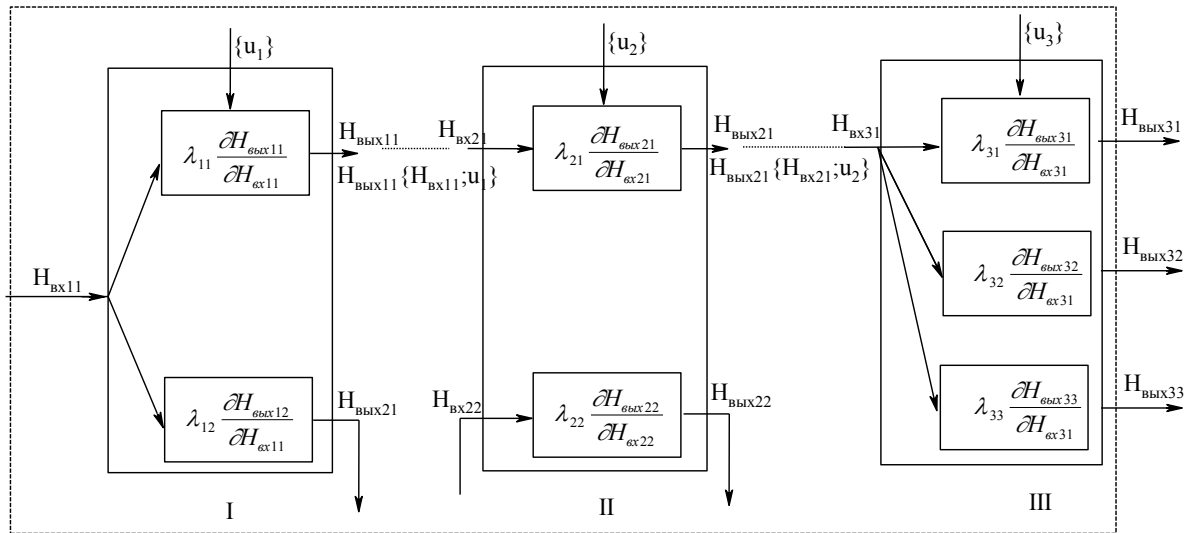 {u₁}
{u₂}
{u₃}
Hвых11
Hвх21
Hвых21
Hвх31
Hвых31
λ₁₁ ∂Hвых11/∂Hвх11
λ₂₁ ∂Hвых21/∂Hвх21
λ₃₁ ∂Hвых31/∂Hвх31
Hвых11{Hвх11;u₁}
Hвых21{Hвх21;u₂}
Hвх11
λ₃₂ ∂Hвых32/∂Hвх31
Hвых32
λ₁₂ ∂Hвых12/∂Hвх11
Hвых21
Hвх22
λ₂₂ ∂Hвых22/∂Hвх22
Hвых22
λ₃₃ ∂Hвых33/∂Hвх31
Hвых33
I
II
III